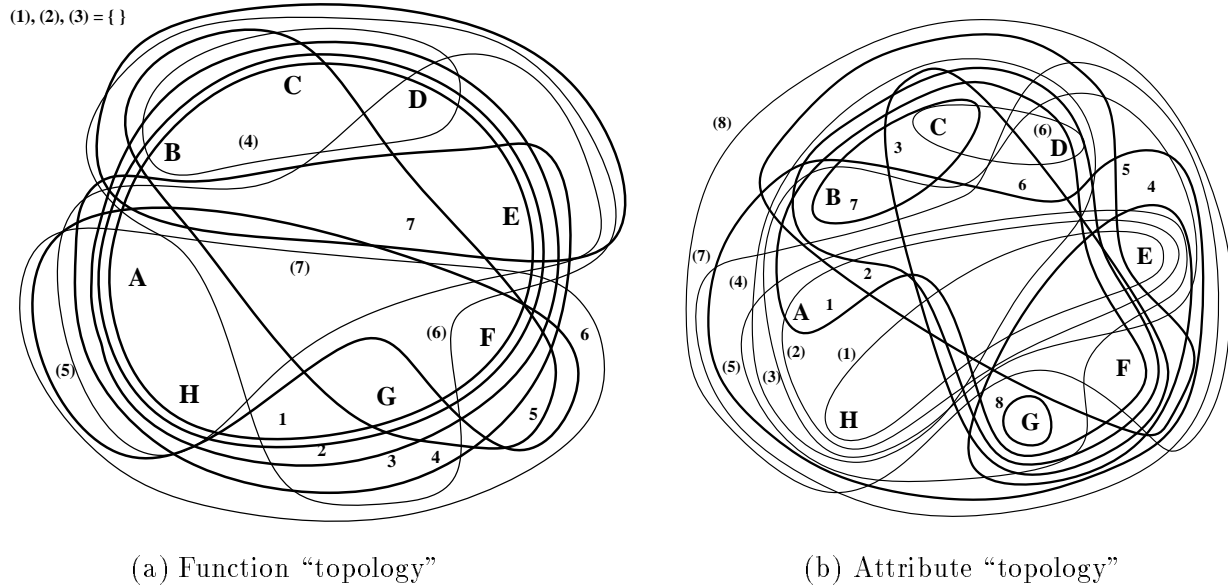 (1), (2), (3) = { }
C
D
B
(4)
E
7
(7)
A
(6)
F
6
(5)
H
G
1
5
2
3
4
(8)
C
(6)
D
3
5
6
4
B
7
(7)
(4)
2
E
A
1
(2)
(1)
(5)
(3)
F
H
8
G
(a) Function “topology”
(b) Attribute “topology”